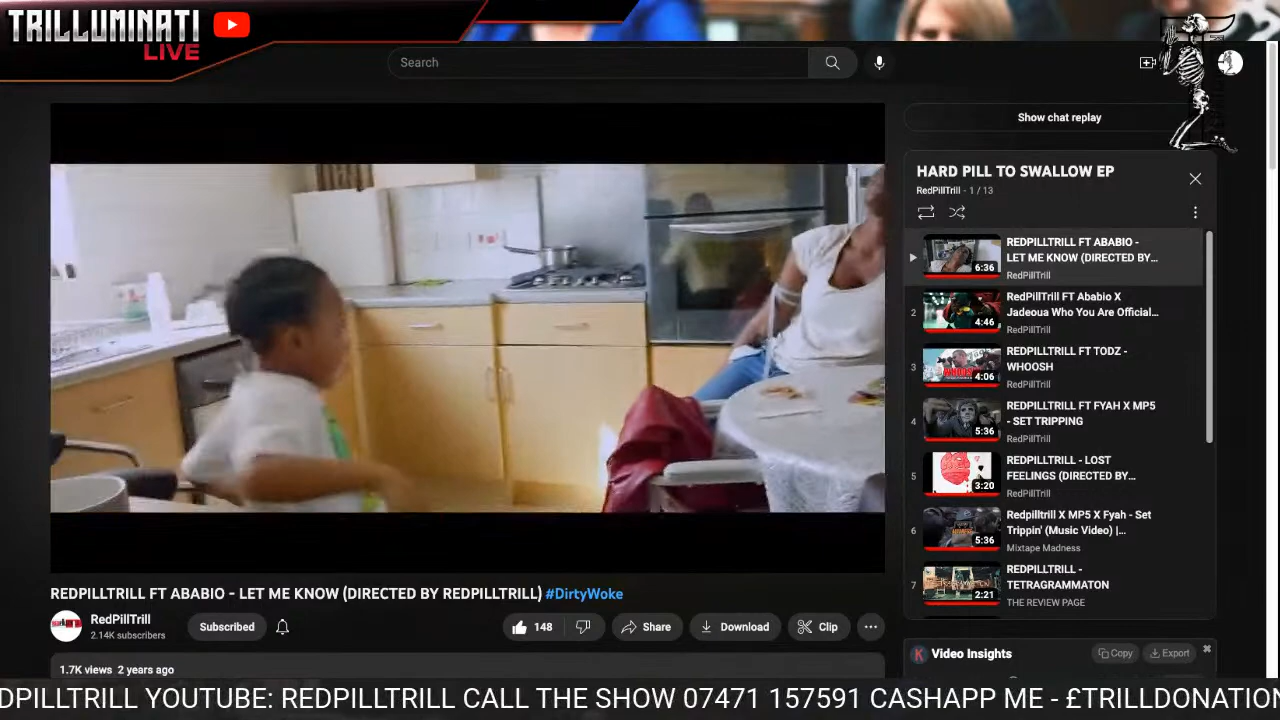 TRILLUMINATI
LIVE
Search
Show chat replay
HARD PILL TO SWALLOW EP
RedPillTrill - 1 / 13
REDPILLTRILL FT ABABIO -
LET ME KNOW (DIRECTED BY...
RedPillTrill
6:36
2
RedPillTrill FT Ababio X
Jadeoua Who You Are Official...
RedPillTrill
4:46
3
REDPILLTRILL FT TODZ -
WHOOSH
RedPillTrill
4:06
4
REDPILLTRILL FT FYAH X MP5
- SET TRIPPING
RedPillTrill
5:36
5
REDPILLTRILL - LOST
FEELINGS (DIRECTED BY...
RedPillTrill
3:20
6
Redpilltrill X MP5 X Fyah - Set
Trippin' (Music Video) |...
Mixtape Madness
5:36
7
REDPILLTRILL -
TETRAGRAMMATON
THE REVIEW PAGE
2:21
REDPILLTRILL FT ABABIO - LET ME KNOW (DIRECTED BY REDPILLTRILL) #DirtyWoke
RedPillTrill
2.14K subscribers
Subscribed
148
Share
Download
Clip
1.7K views 2 years ago
Video Insights
Copy
Export
DPILLTRILL YOUTUBE: REDPILLTRILL CALL THE SHOW 07471 157591 CASHAPP ME - £TRILLDONATION